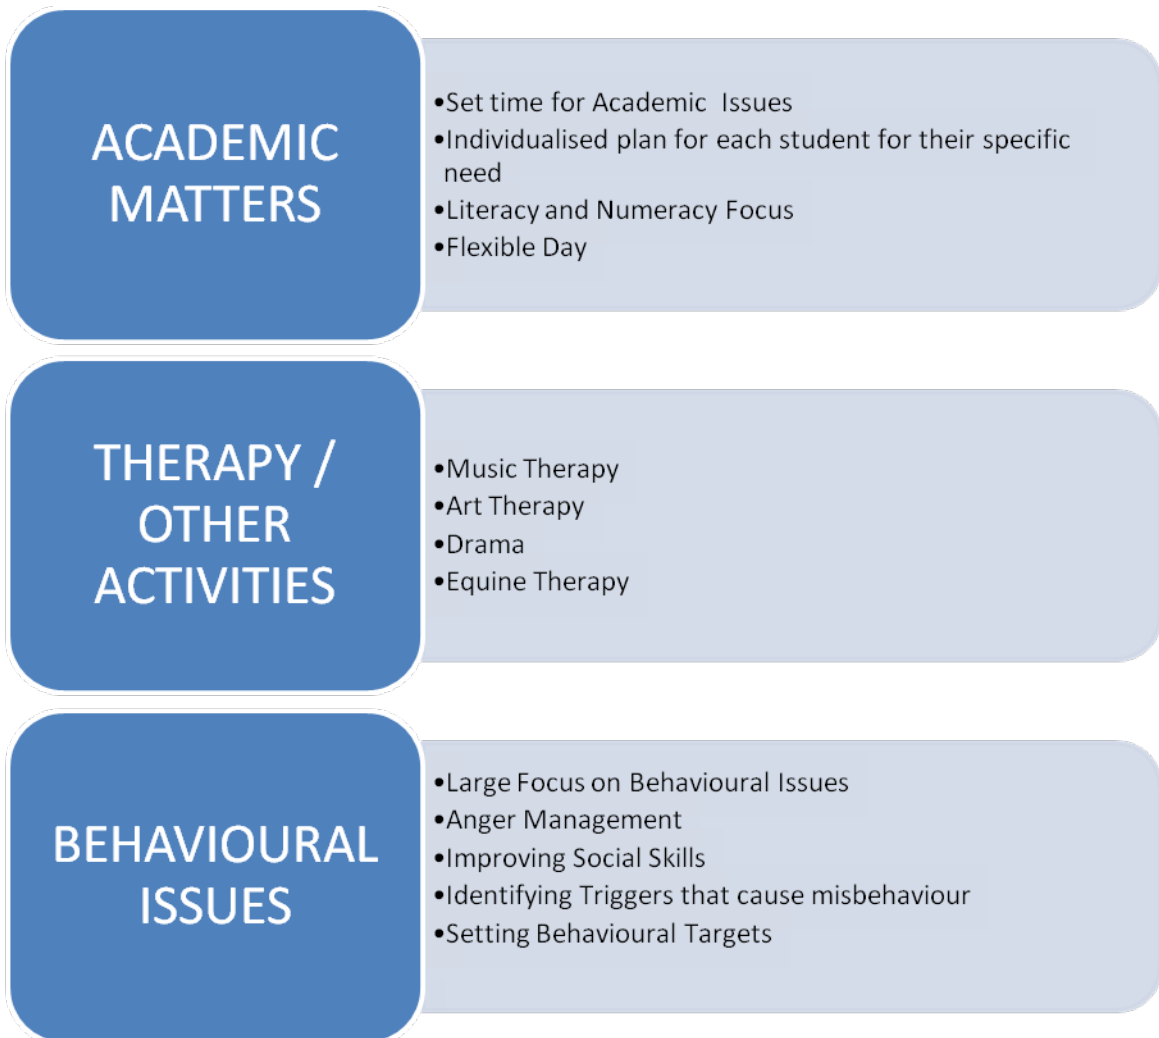 ACADEMIC
MATTERS
•Set time for Academic Issues
•Individualised plan for each student for their specific
need
•Literacy and Numeracy Focus
•Flexible Day
THERAPY /
OTHER
ACTIVITIES
•Music Therapy
•Art Therapy
•Drama
•Equine Therapy
BEHAVIOURAL
ISSUES
•Large Focus on Behavioural Issues
•Anger Management
•Improving Social Skills
•Identifying Triggers that cause misbehaviour
•Setting Behavioural Targets